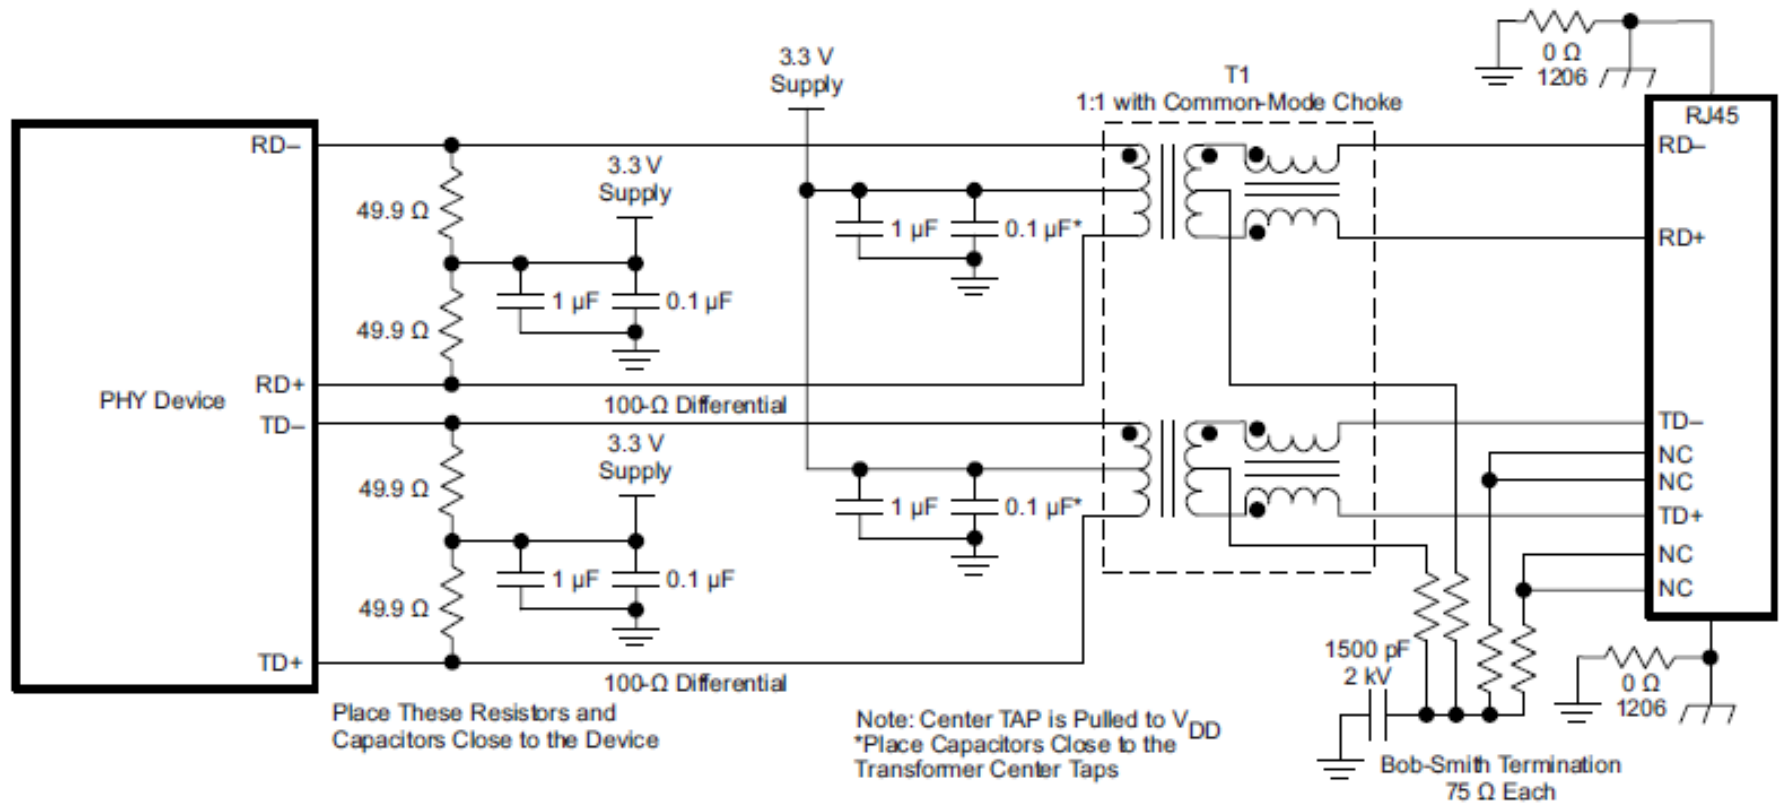 0 Ω
1206
3.3 V
Supply
T1
1:1 with Common-Mode Choke
RJ45
RD–
3.3 V
Supply
RD–
49.9 Ω
1 µF
0.1 µF*
RD+
49.9 Ω
1 µF
0.1 µF
PHY Device
RD+
100-Ω Differential
TD–
3.3 V
Supply
TD–
NC
NC
49.9 Ω
1 µF
0.1 µF*
TD+
NC
NC
49.9 Ω
1 µF
0.1 µF
TD+
100-Ω Differential
1500 pF
2 kV
0 Ω
1206
Place These Resistors and
Capacitors Close to the Device
Note: Center TAP is Pulled to VDD
*Place Capacitors Close to the
Transformer Center Taps
Bob-Smith Termination
75 Ω Each